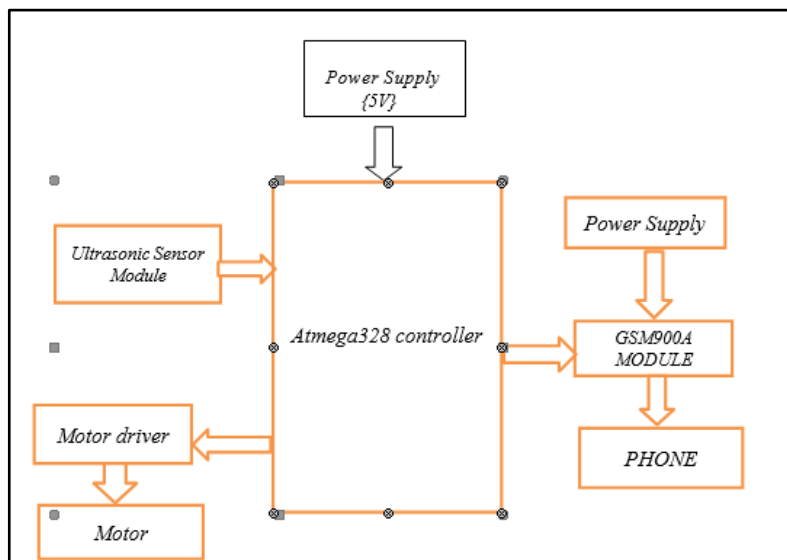 Power Supply
{5V}
Ultrasonic Sensor
Module
Atmega328 controller
Power Supply
GSM900A
MODULE
Motor driver
PHONE
Motor